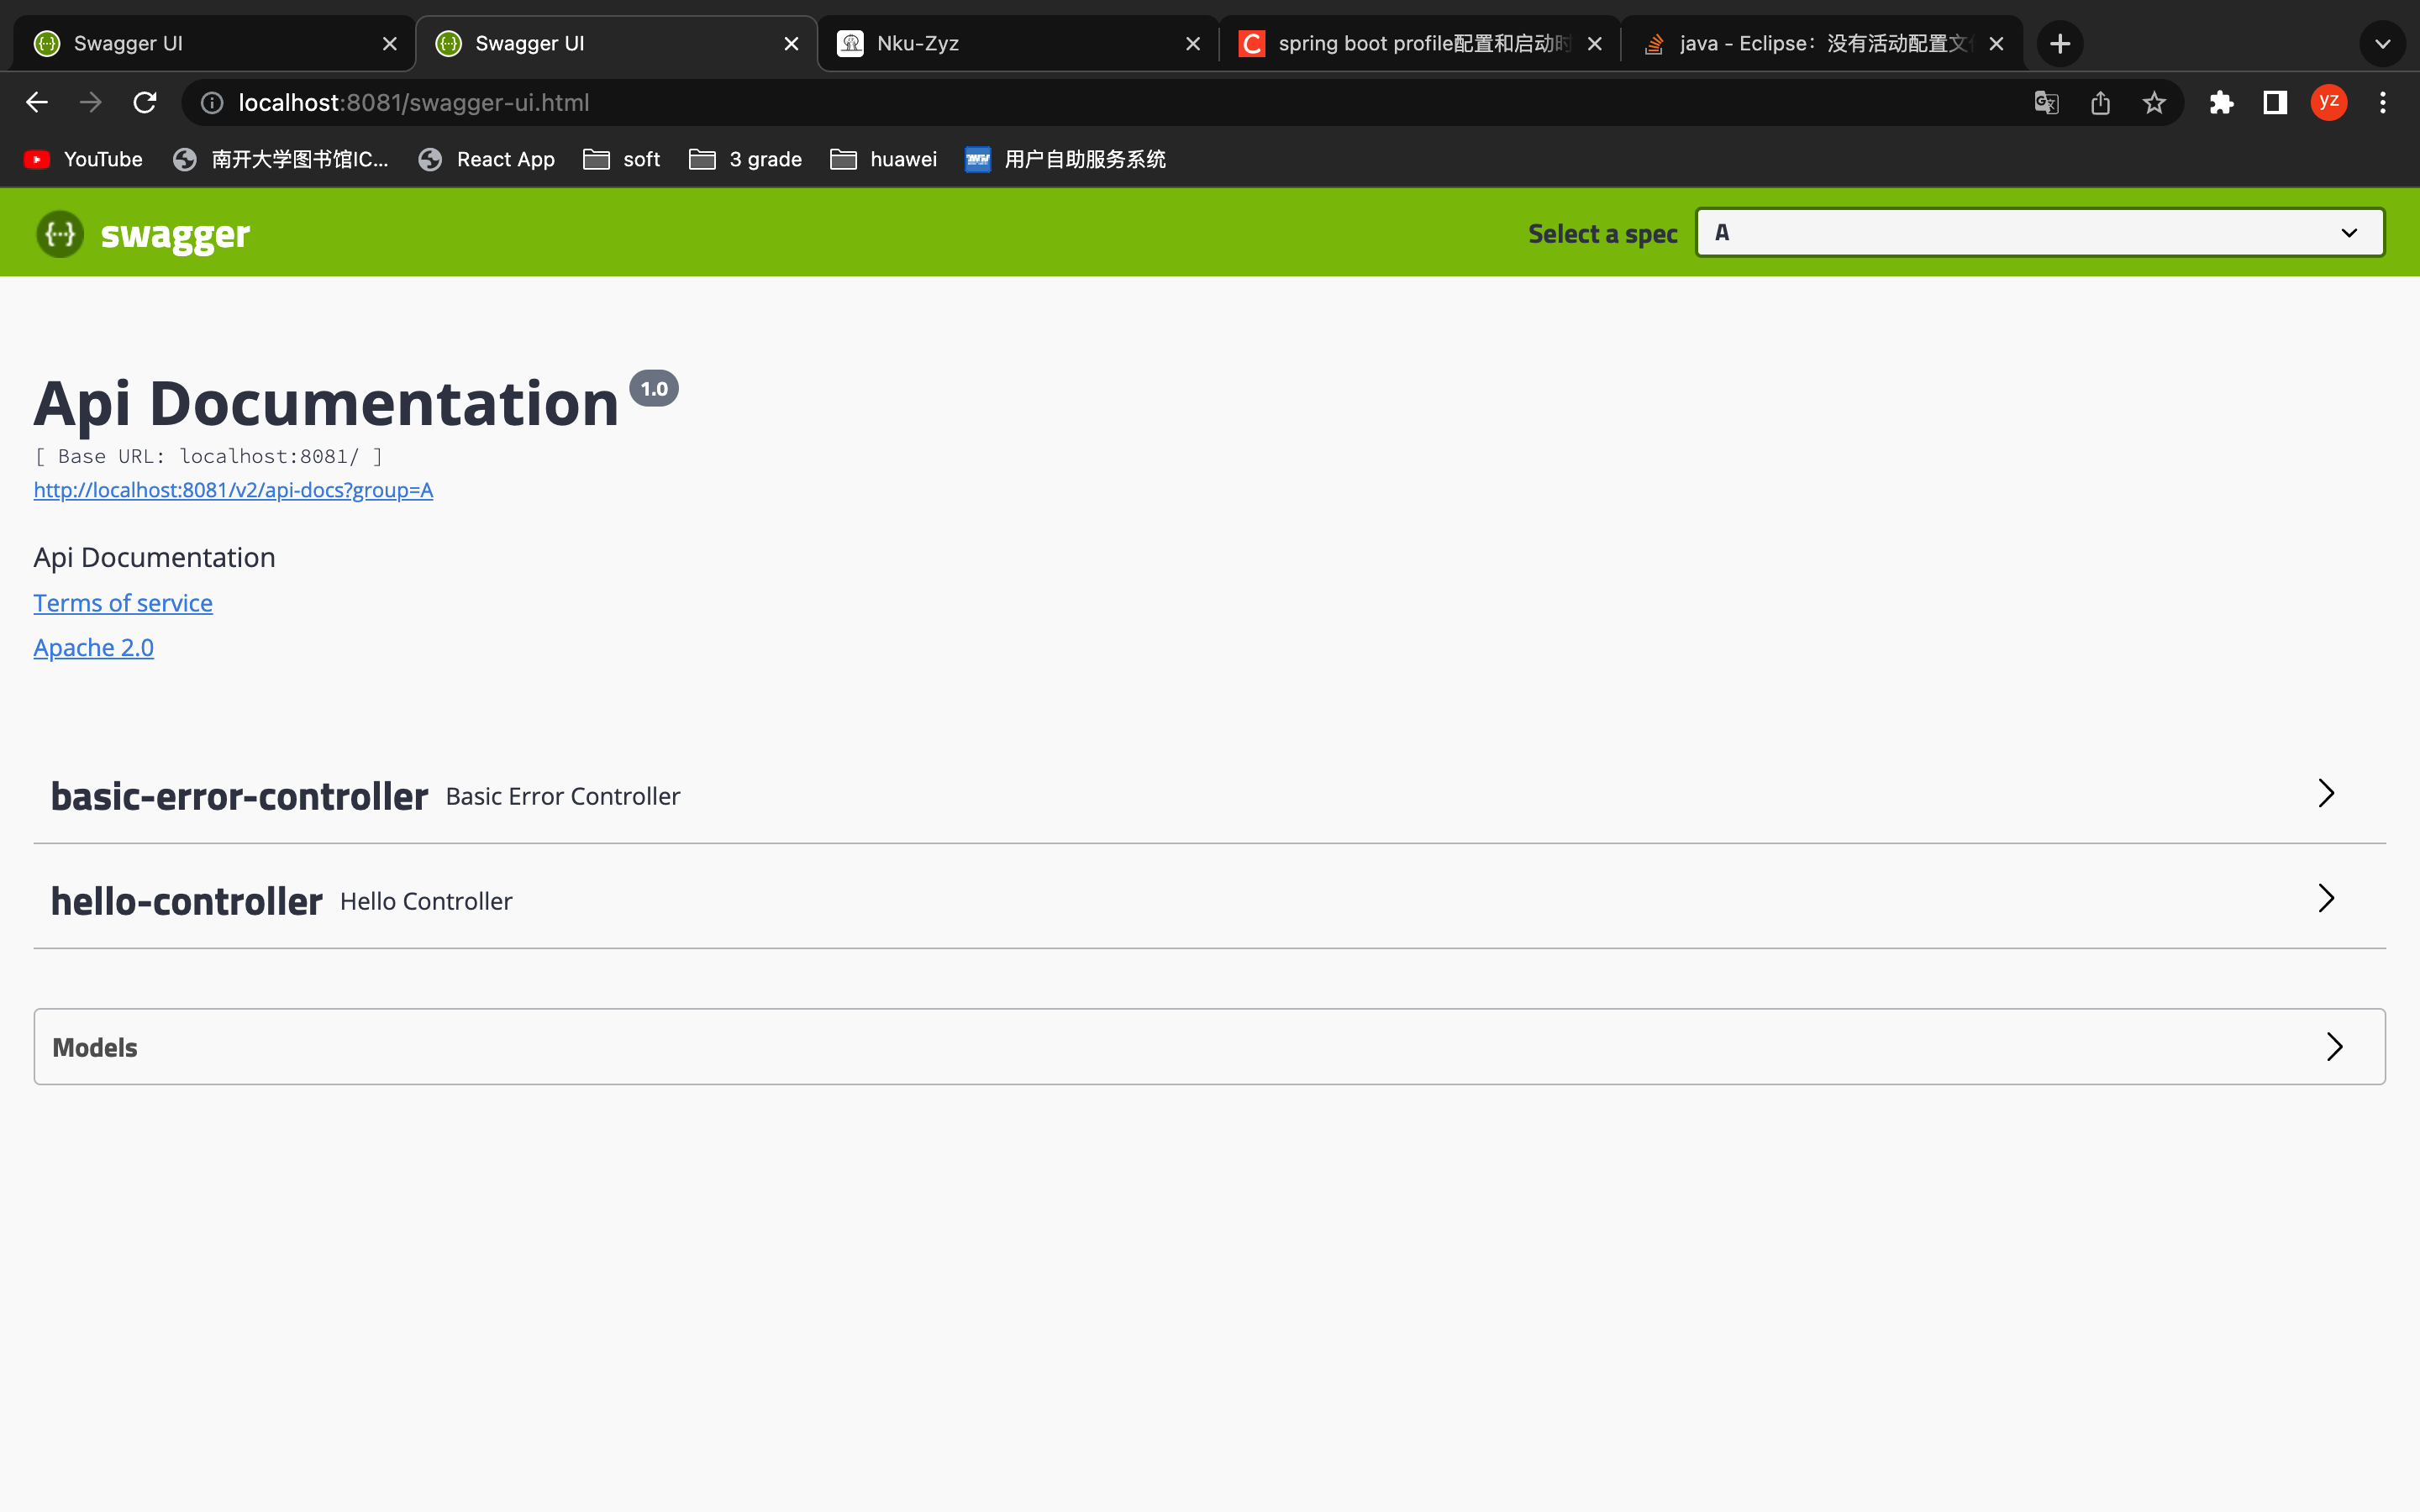 Swagger UI
Swagger UI
Nku-Zyz
spring boot profile配置和启动时
java - Eclipse：没有活动配置文
localhost:8081/swagger-ui.html
yz
YouTube
南开大学图书馆IC...
React App
soft
3 grade
huawei
用户自助服务系统
{···} swagger
Select a spec
A
Api Documentation 1.0
[ Base URL: localhost:8081/ ]
http://localhost:8081/v2/api-docs?group=A
Api Documentation
Terms of service
Apache 2.0
basic-error-controller Basic Error Controller
hello-controller Hello Controller
Models